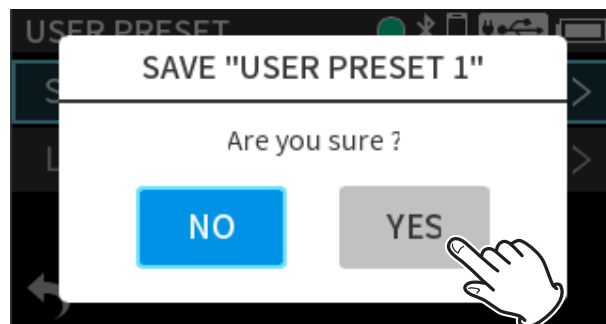 USER PRESET
SAVE "USER PRESET 1"
S
Are you sure ?
L
NO YES